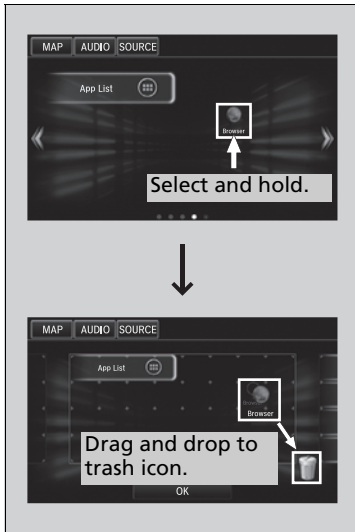 MAP AUDIO SOURCE
App List
Browser
Select and hold.
MAP AUDIO SOURCE
App List
Browser
Drag and drop to
trash icon.
OK